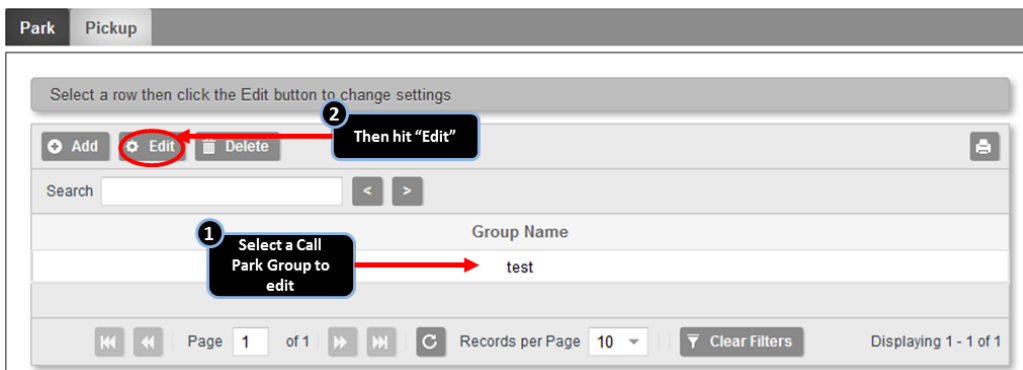 Park Pickup
Select a row then click the Edit button to change settings
2
Then hit “Edit”
Add Edit Delete
Search < >
Group Name
1
Select a Call
Park Group to
edit
test
Page 1 of 1 Records per Page 10 Clear Filters Displaying 1 - 1 of 1